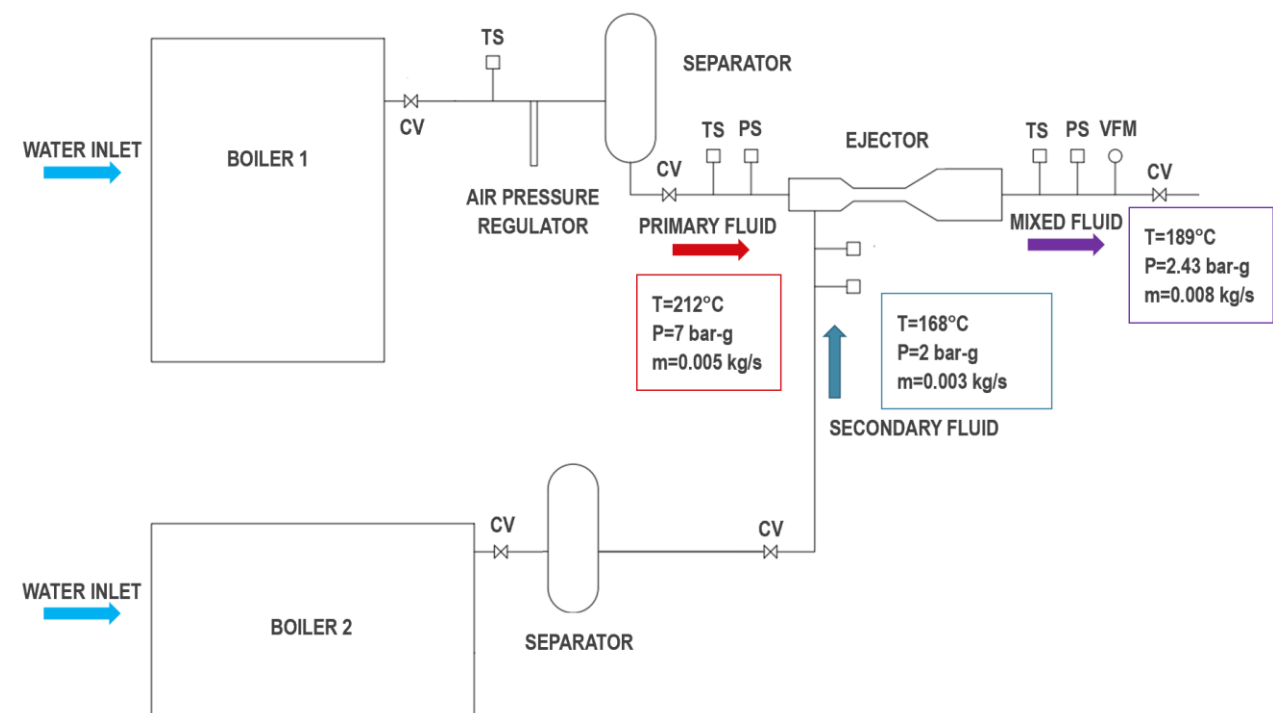 TS
SEPARATOR
WATER INLET
BOILER 1
CV
AIR PRESSURE
REGULATOR
CV
TS
PS
EJECTOR
TS
PS
VFM
CV
PRIMARY FLUID
MIXED FLUID
T=212°C
P=7 bar-g
m=0.005 kg/s
T=168°C
P=2 bar-g
m=0.003 kg/s
T=189°C
P=2.43 bar-g
m=0.008 kg/s
SECONDARY FLUID
WATER INLET
BOILER 2
CV
SEPARATOR
CV